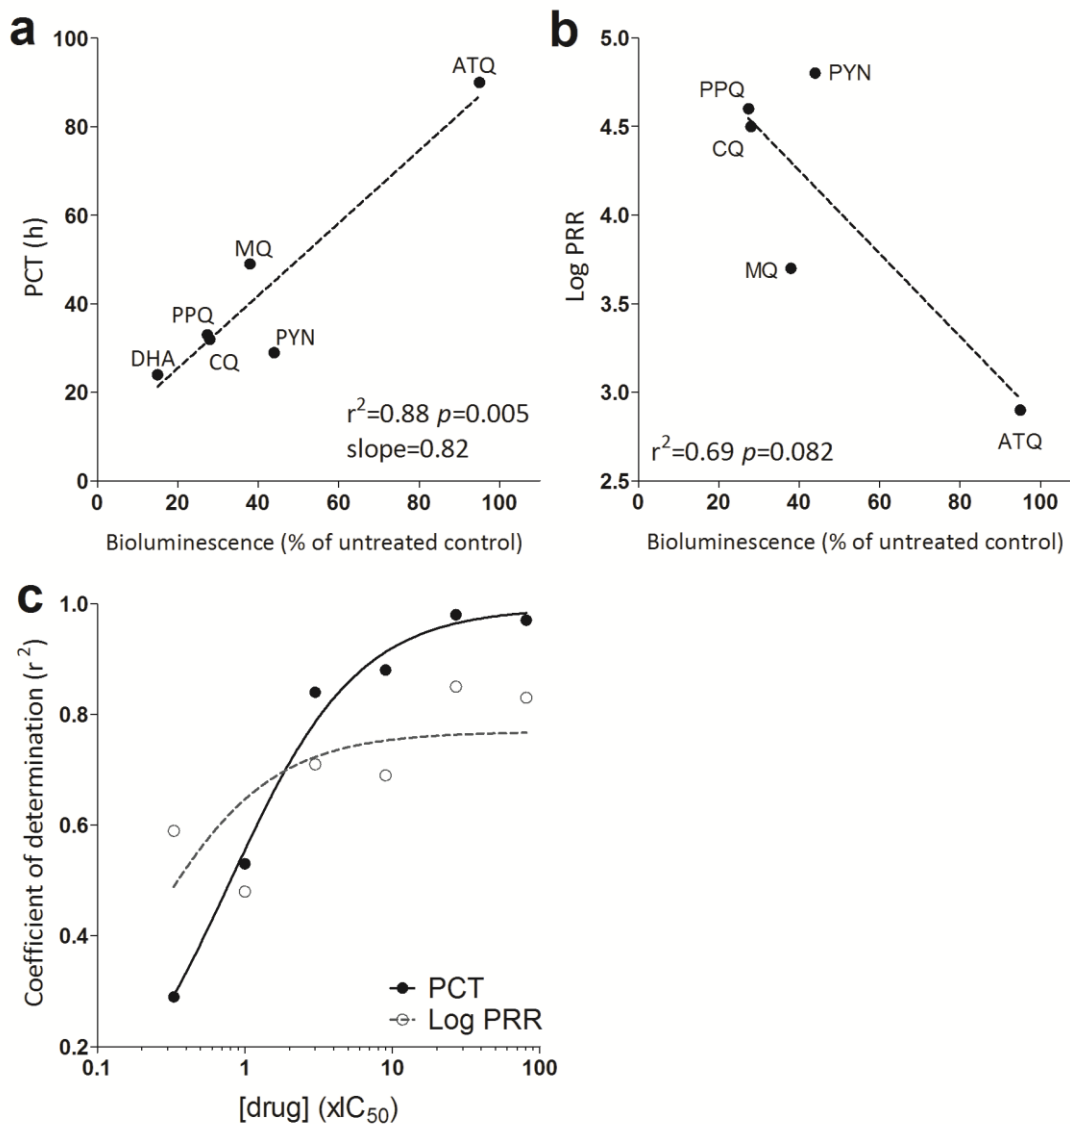 a
100
80
60
40
20
0
PCT (h)
ATQ
MQ
PPQ
PYN
DHA
CQ
r²=0.88 p=0.005
slope=0.82
0 20 40 60 80 100
Bioluminescence (% of untreated control)
b
5.0
4.5
4.0
3.5
3.0
2.5
Log PRR
PYN
PPQ
CQ
MQ
ATQ
r²=0.69 p=0.082
0 20 40 60 80 100
Bioluminescence (% of untreated control)
c
1.0
0.8
0.6
0.4
0.2
Coefficient of determination (r²)
PCT
Log PRR
0.1 1 10 100
[drug] (xIC₅₀)